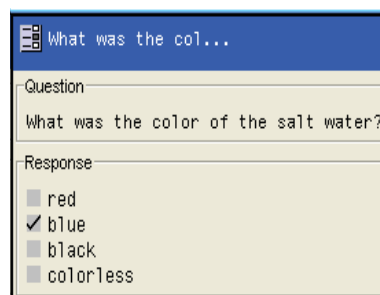 What was the col...
Question
What was the color of the salt water?
Response
red
blue
black
colorless